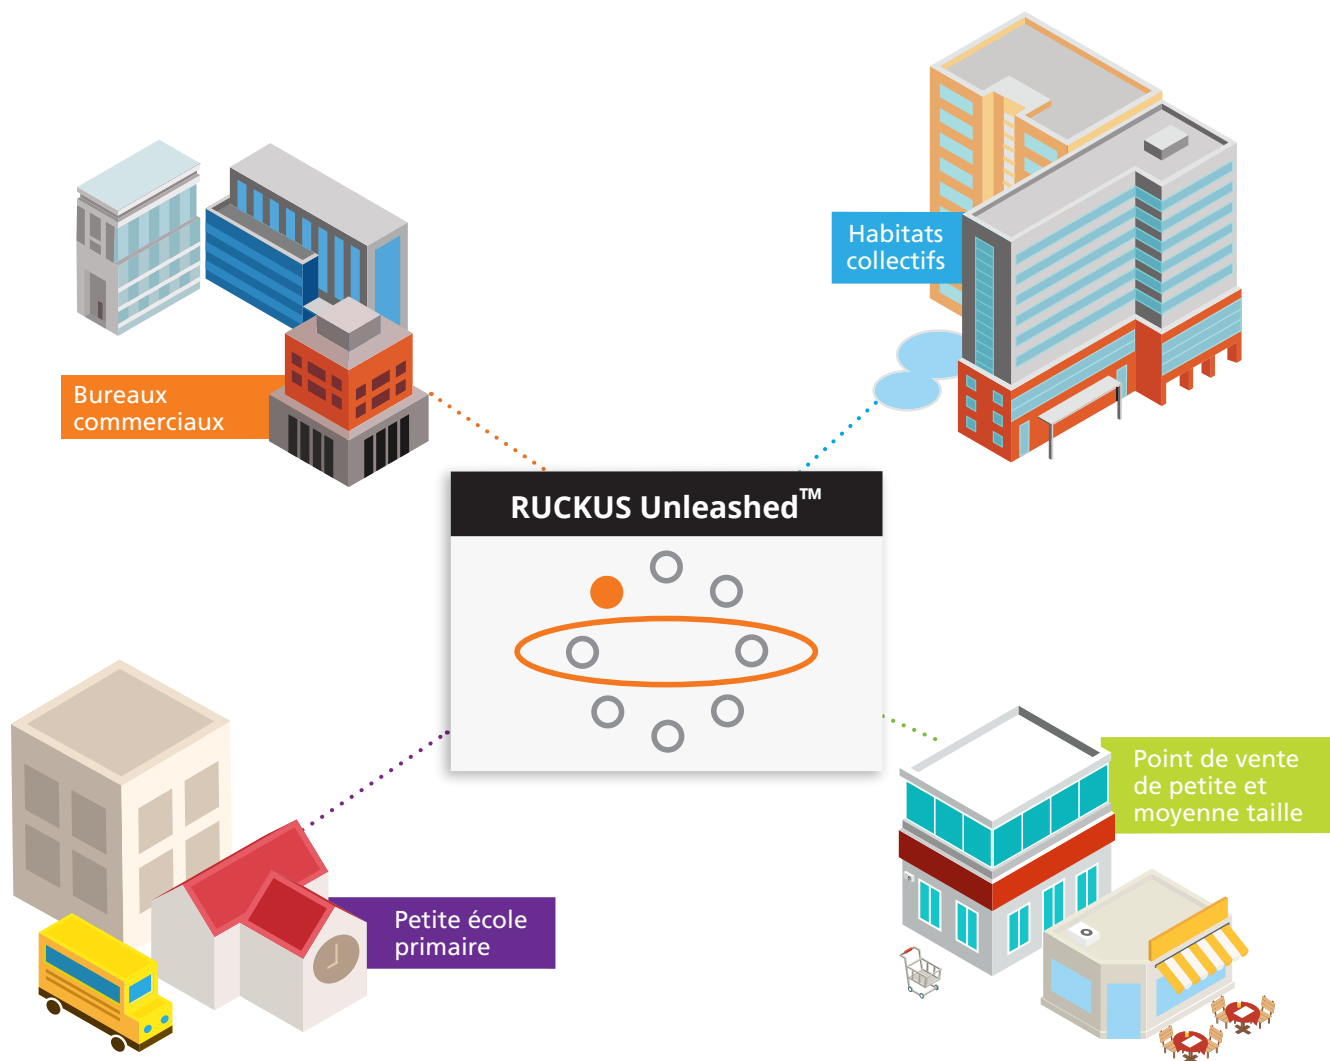 Habitats
collectifs
Bureaux
commerciaux
RUCKUS Unleashed™
Point de vente
de petite et
moyenne taille
Petite école
primaire